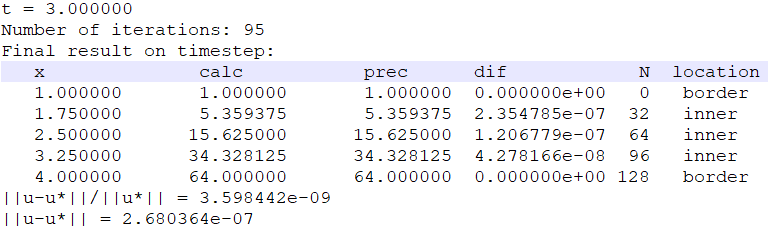 t = 3.000000
Number of iterations: 95
Final result on timestep:
x calc prec dif N location
1.000000 1.000000 1.000000 0.000000e+00 0 border
1.750000 5.359375 5.359375 2.354785e-07 32 inner
2.500000 15.625000 15.625000 1.206779e-07 64 inner
3.250000 34.328125 34.328125 4.278166e-08 96 inner
4.000000 64.000000 64.000000 0.000000e+00 128 border
||u-u*||/||u*|| = 3.598442e-09
||u-u*|| = 2.680364e-07